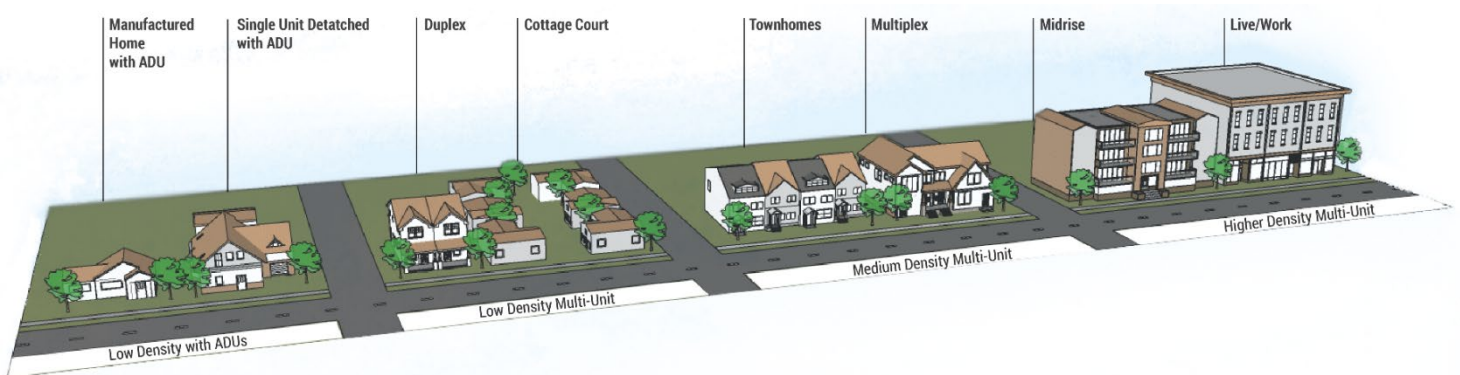 Manufactured
Home
with ADU
Single Unit Detatched
with ADU
Duplex
Cottage Court
Townhomes
Multiplex
Midrise
Live/Work
Low Density with ADUs
Low Density Multi-Unit
Medium Density Multi-Unit
Higher Density Multi-Unit